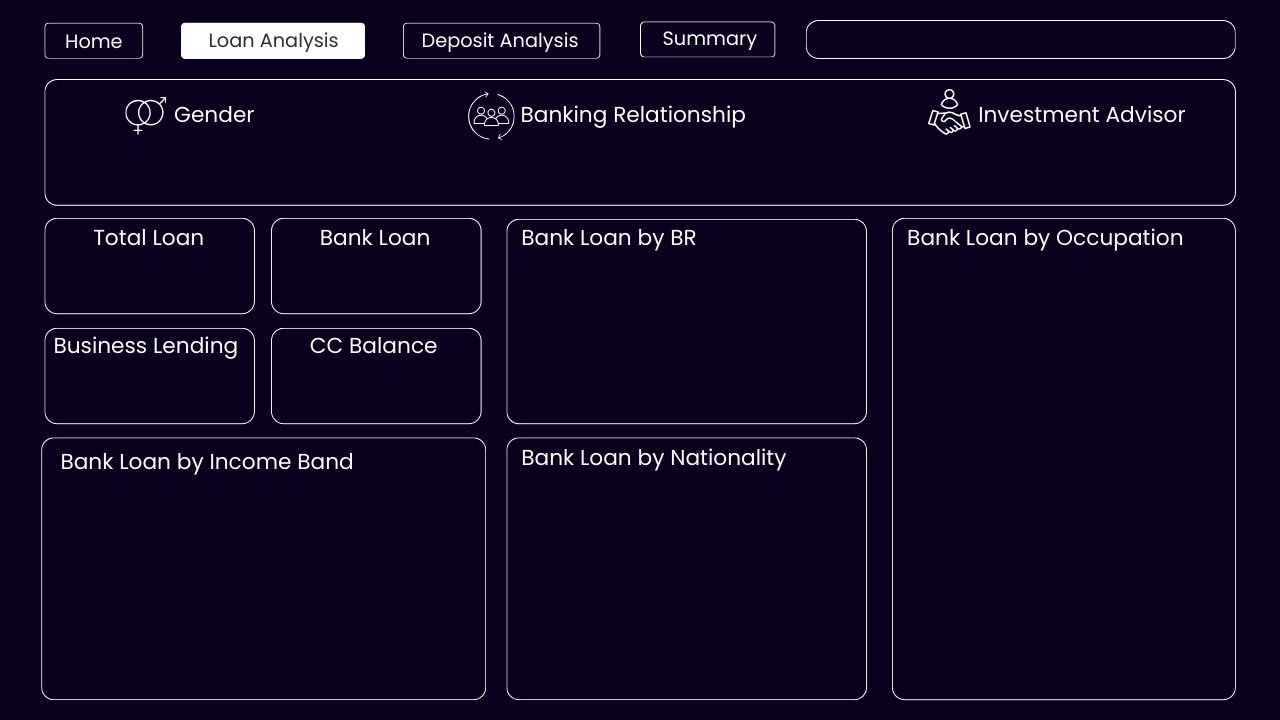 Home
Loan Analysis
Deposit Analysis
Summary
Gender
Banking Relationship
Investment Advisor
Total Loan
Bank Loan
Bank Loan by BR
Bank Loan by Occupation
Business Lending
CC Balance
Bank Loan by Income Band
Bank Loan by Nationality